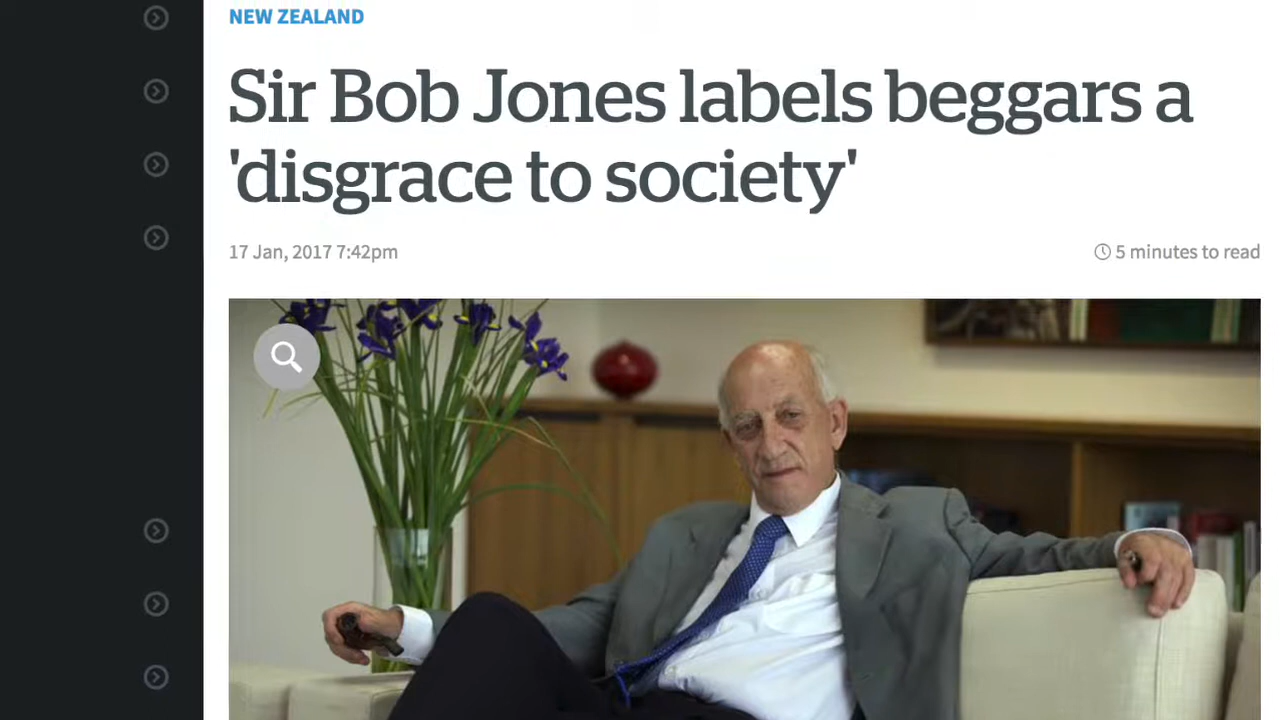 NEW ZEALAND
Sir Bob Jones labels beggars a
'disgrace to society'
17 Jan, 2017 7:42pm
5 minutes to read